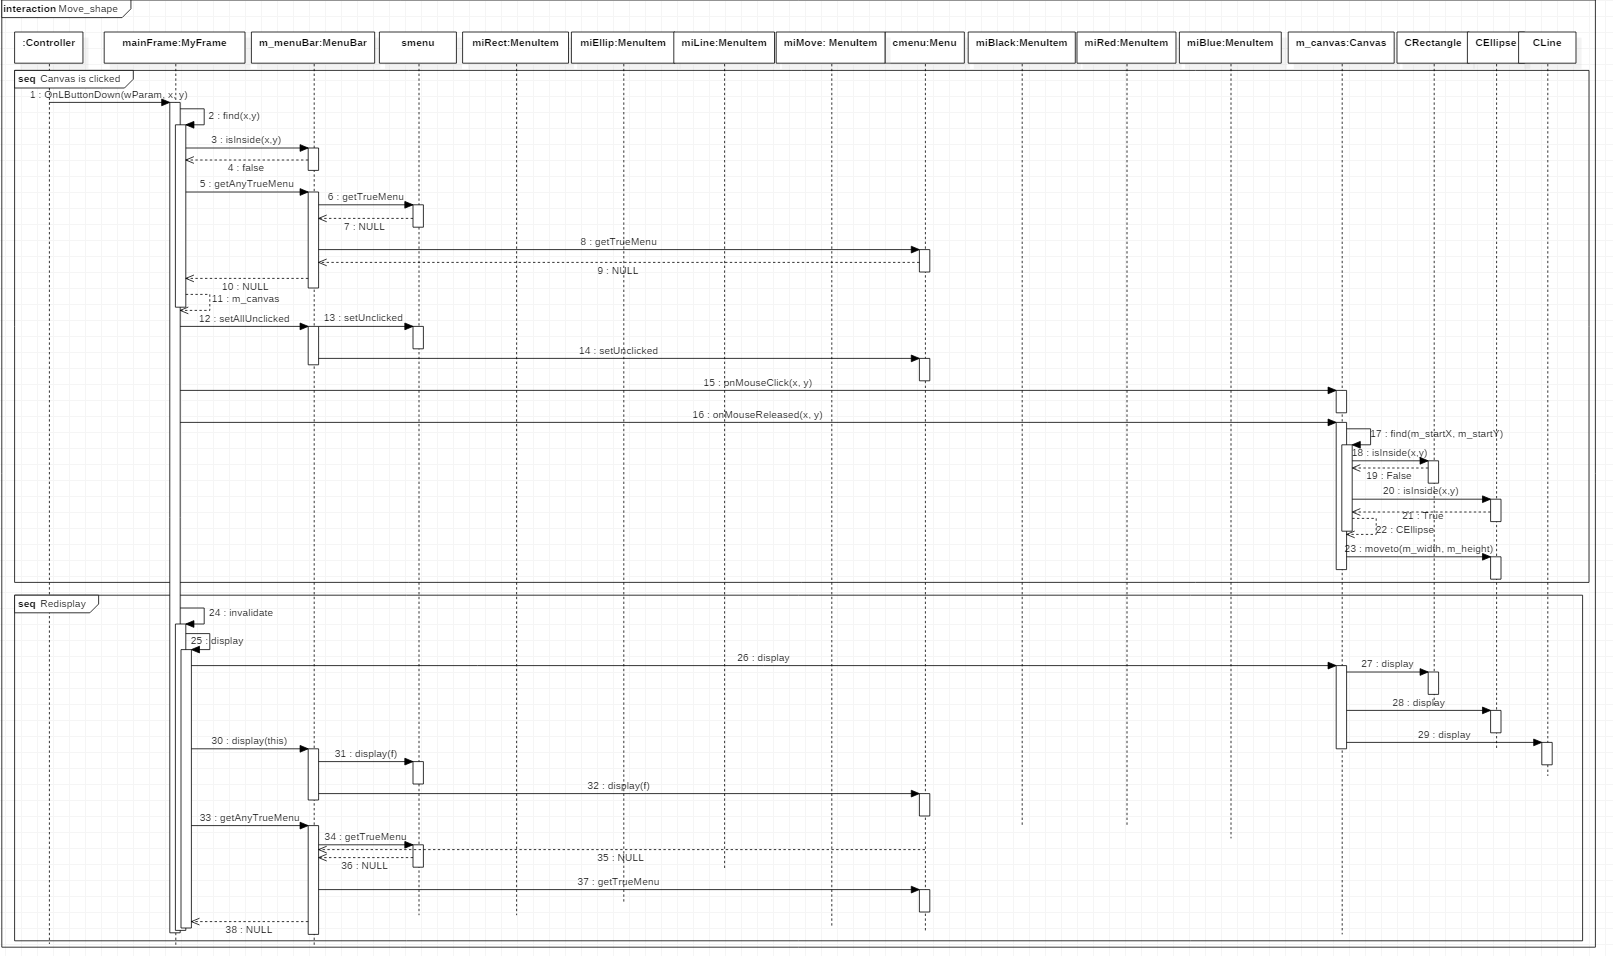 interaction Move_shape
:Controller
mainFrame:MyFrame
m_menuBar:MenuBar
smenu
miRect:MenuItem
miEllip:MenuItem
miLine:MenuItem
miMove: MenuItem
cmenu:Menu
miBlack:MenuItem
miRed:MenuItem
miBlue:MenuItem
m_canvas:Canvas
CRectangle
CEllipse
CLine
seq Canvas is clicked
1 : OnLButtonDown(wParam, x, y)
2 : find(x,y)
3 : isInside(x,y)
4 : false
5 : getAnyTrueMenu
6 : getTrueMenu
7 : NULL
8 : getTrueMenu
9 : NULL
10 : NULL
11 : m_canvas
12 : setAllUnclicked
13 : setUnclicked
14 : setUnclicked
15 : onMouseClick(x, y)
16 : onMouseReleased(x, y)
17 : find(m_startX, m_startY)
18 : isInside(x,y)
19 : False
20 : isInside(x,y)
21 : True
22 : CEllipse
23 : moveto(m_width, m_height)
seq Redisplay
24 : invalidate
25 : display
26 : display
27 : display
28 : display
29 : display
30 : display(this)
31 : display(f)
32 : display(f)
33 : getAnyTrueMenu
34 : getTrueMenu
35 : NULL
36 : NULL
37 : getTrueMenu
38 : NULL